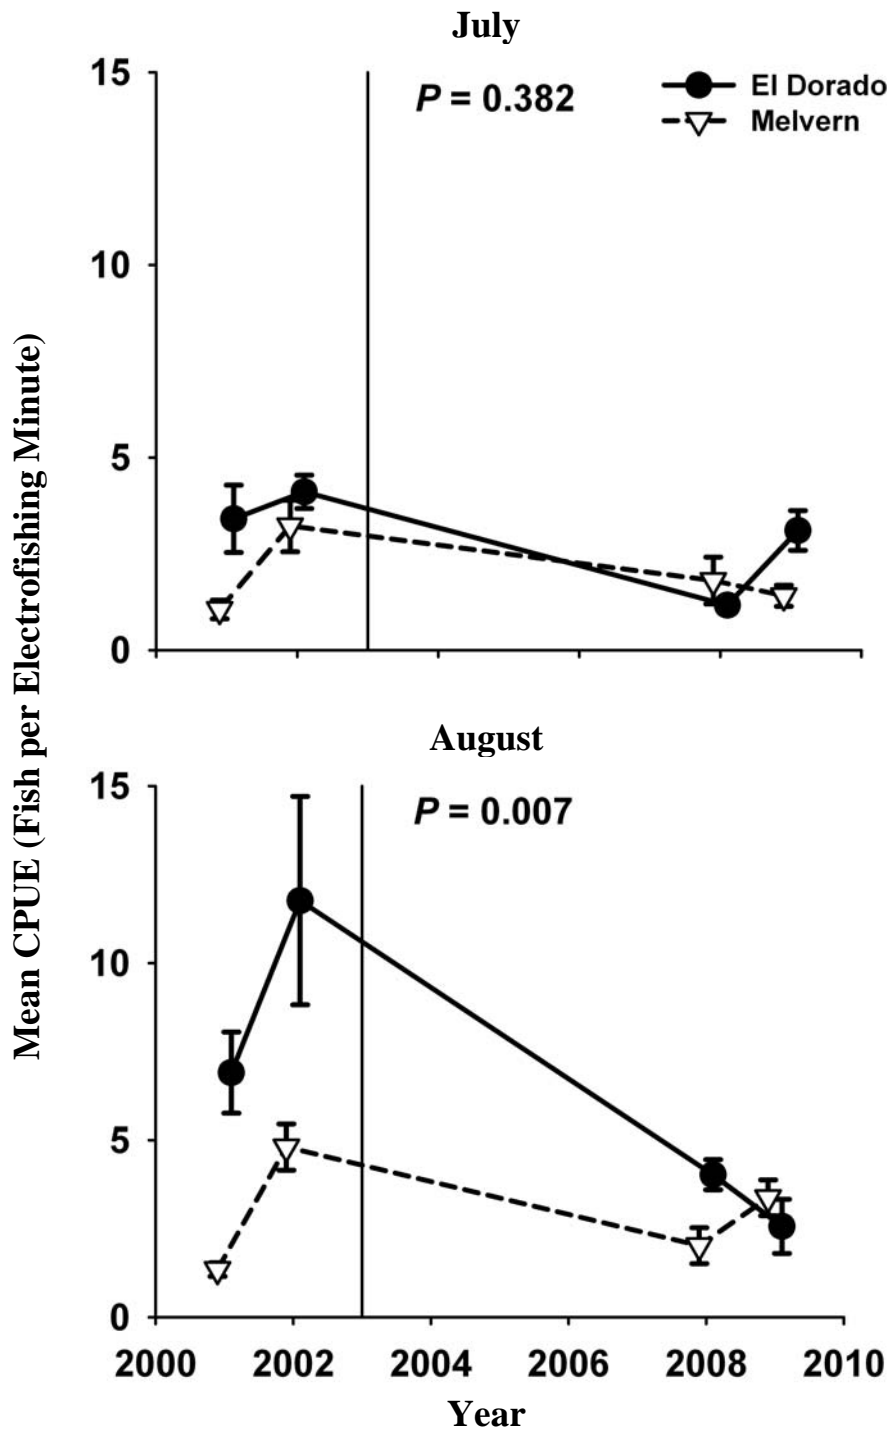 July
15
P = 0.382
El Dorado
Melvern
10
5
0
Mean CPUE (Fish per Electrofishing Minute)
August
15
P = 0.007
10
5
0
2000 2002 2004 2006 2008 2010
Year